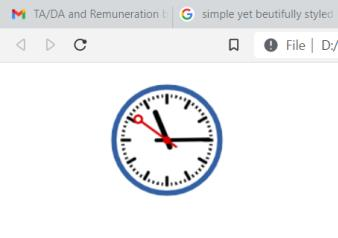 TA/DA and Remuneration
simple yet beutifully styled
File | D:/